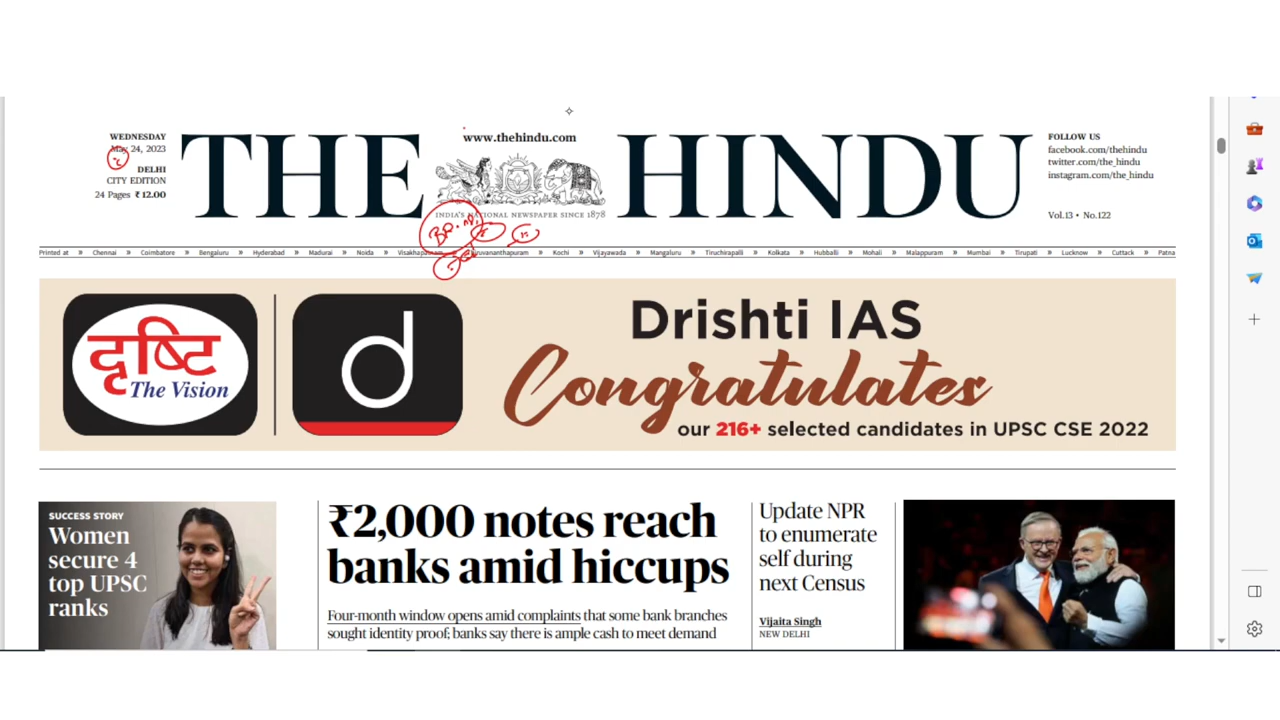 WEDNESDAY
May 24, 2023
DELHI
CITY EDITION
24 Pages ₹ 12.00
THE HINDU
www.thehindu.com
INDIA'S NATIONAL NEWSPAPER SINCE 1878
FOLLOW US
facebook.com/thehindu
twitter.com/the_hindu
instagram.com/the_hindu
Vol.13 • No.122
Printed at » Chennai » Coimbatore » Bengaluru » Hyderabad » Madurai » Noida » Visakhapatnam » Thiruvananthapuram » Kochi » Vijayawada » Mangaluru » Tiruchirapalli » Kolkata » Hubballi » Mohali » Malappuram » Mumbai » Tirupati » Lucknow » Cuttack » Patna
दृष्टि
The Vision
d
Drishti IAS
Congratulates
our 216+ selected candidates in UPSC CSE 2022
SUCCESS STORY
Women
secure 4
top UPSC
ranks
₹2,000 notes reach
banks amid hiccups
Four-month window opens amid complaints that some bank branches
sought identity proof; banks say there is ample cash to meet demand
Update NPR
to enumerate
self during
next Census
Vijaita Singh
NEW DELHI